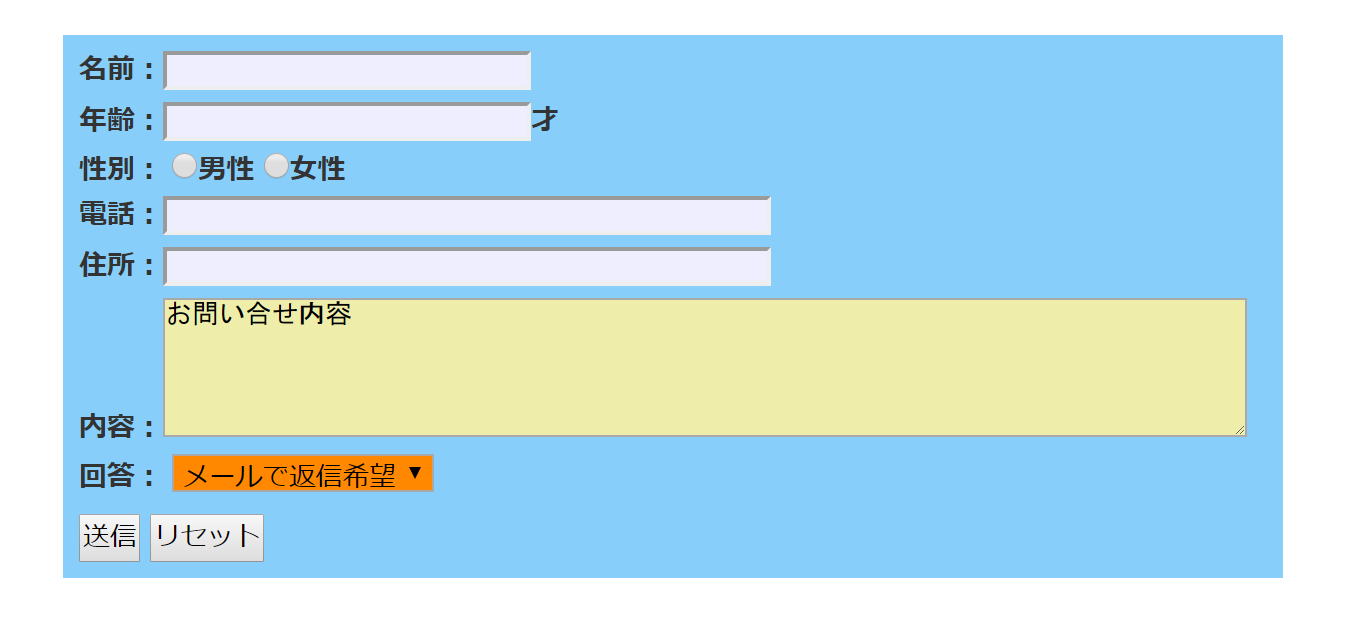 名前：
年齢： 才
性別： 男性 女性
電話：
住所：
お問い合せ内容
内容：
回答： メールで返信希望 ▼
送信 リセット